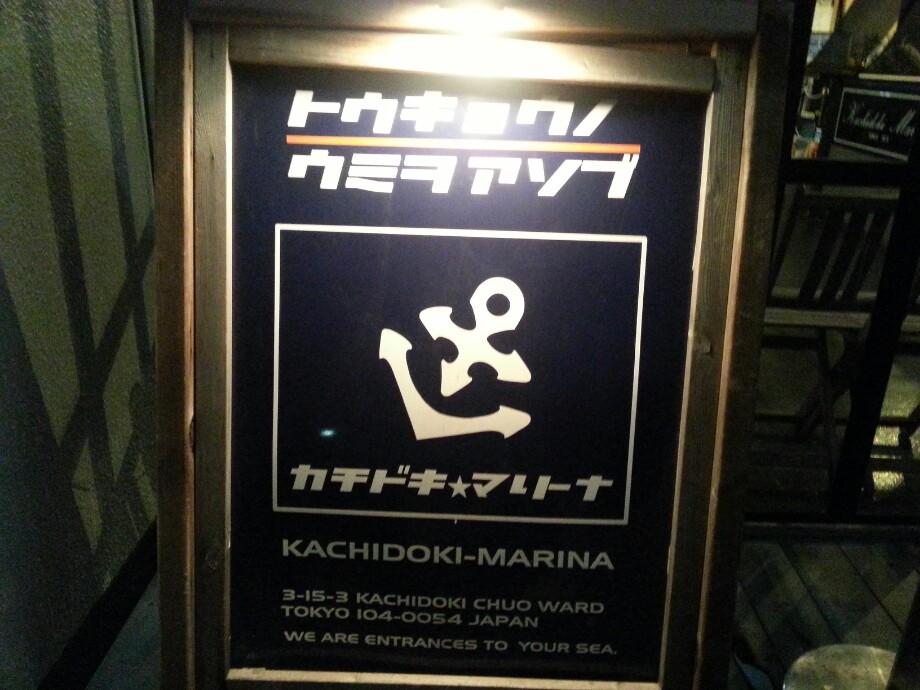 トウキョウノ
ウミヲアソブ
カチドキ★マリーナ
KACHIDOKI-MARINA
3-15-3 KACHIDOKI CHUO WARD
TOKYO 104-0054 JAPAN
WE ARE ENTRANCES TO YOUR SEA.